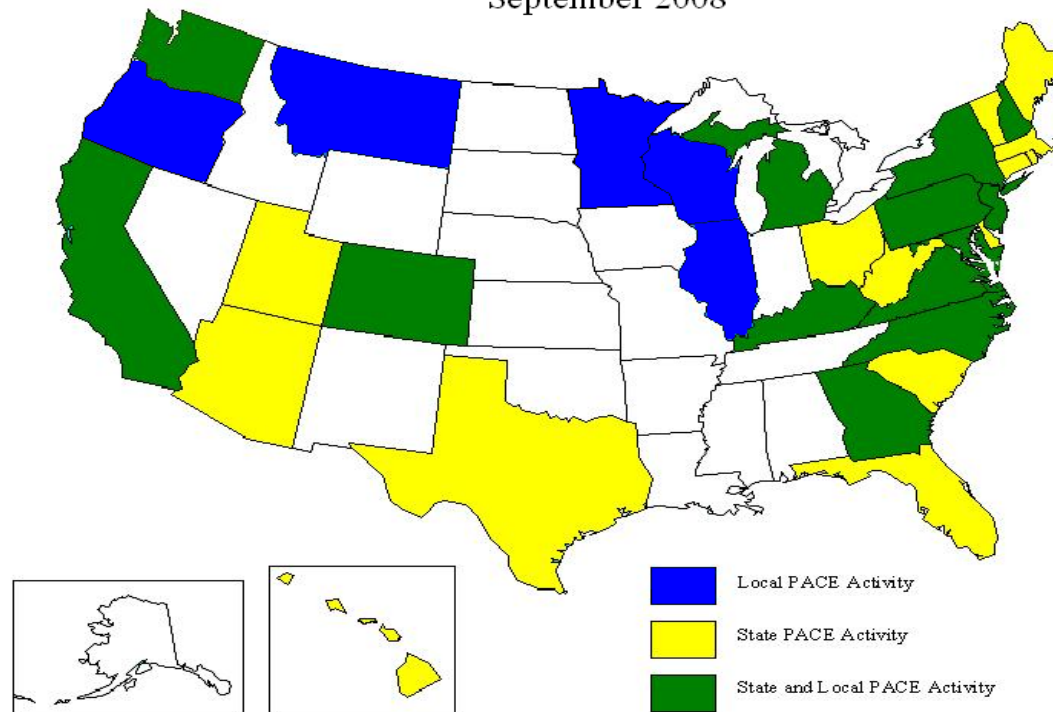 September 2008
Local PACE Activity
State PACE Activity
State and Local PACE Activity